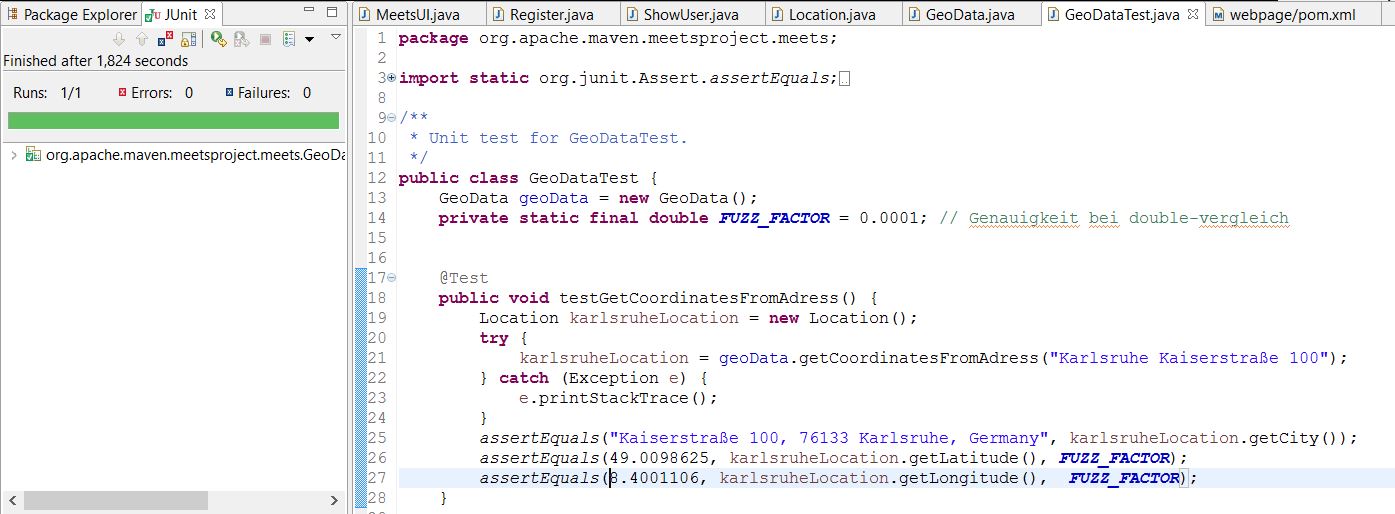 Package Explorer JUnit
Finished after 1,824 seconds
Runs: 1/1 Errors: 0 Failures: 0
org.apache.maven.meetsproject.meets.GeoDa
MeetsUI.java Register.java ShowUser.java Location.java GeoData.java GeoDataTest.java webpage/pom.xml
1 package org.apache.maven.meetsproject.meets;
2
3 import static org.junit.Assert.assertEquals;
8
9 /**
10 * Unit test for GeoDataTest.
11 */
12 public class GeoDataTest {
13 GeoData geoData = new GeoData();
14 private static final double FUZZ_FACTOR = 0.0001; // Genauigkeit bei double-vergleich
15
16
17 @Test
18 public void testGetCoordinatesFromAdress() {
19 Location karlsruheLocation = new Location();
20 try {
21 karlsruheLocation = geoData.getCoordinatesFromAdress("Karlsruhe Kaiserstraße 100");
22 } catch (Exception e) {
23 e.printStackTrace();
24 }
25 assertEquals("Kaiserstraße 100, 76133 Karlsruhe, Germany", karlsruheLocation.getCity());
26 assertEquals(49.0098625, karlsruheLocation.getLatitude(), FUZZ_FACTOR);
27 assertEquals(8.4001106, karlsruheLocation.getLongitude(), FUZZ_FACTOR);
28 }